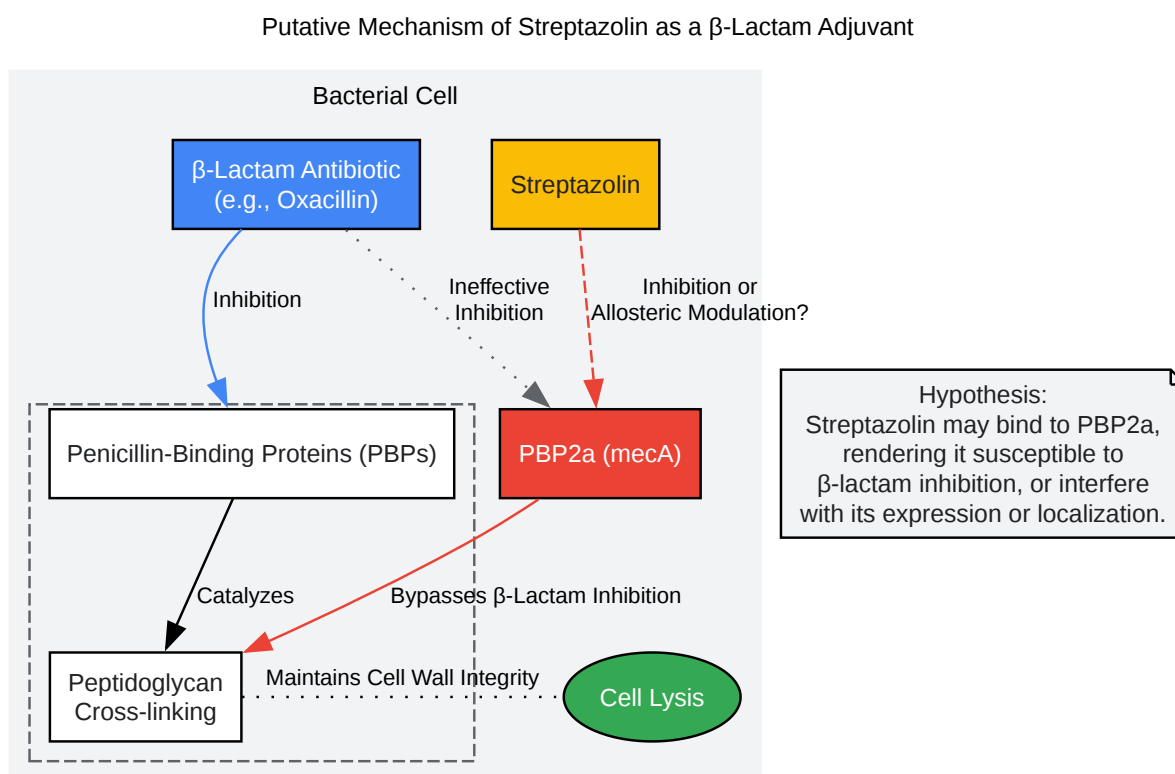 Putative Mechanism of Streptazolin as a β-Lactam Adjuvant
Bacterial Cell
β-Lactam Antibiotic
(e.g., Oxacillin)
Streptazolin
Inhibition
Ineffective
Inhibition
Inhibition or
Allosteric Modulation?
Penicillin-Binding Proteins (PBPs)
PBP2a (mecA)
Hypothesis:
Streptazolin may bind to PBP2a,
rendering it susceptible to
β-lactam inhibition, or interfere
with its expression or localization.
Catalyzes
Bypasses β-Lactam Inhibition
Peptidoglycan
Cross-linking
Maintains Cell Wall Integrity
Cell Lysis